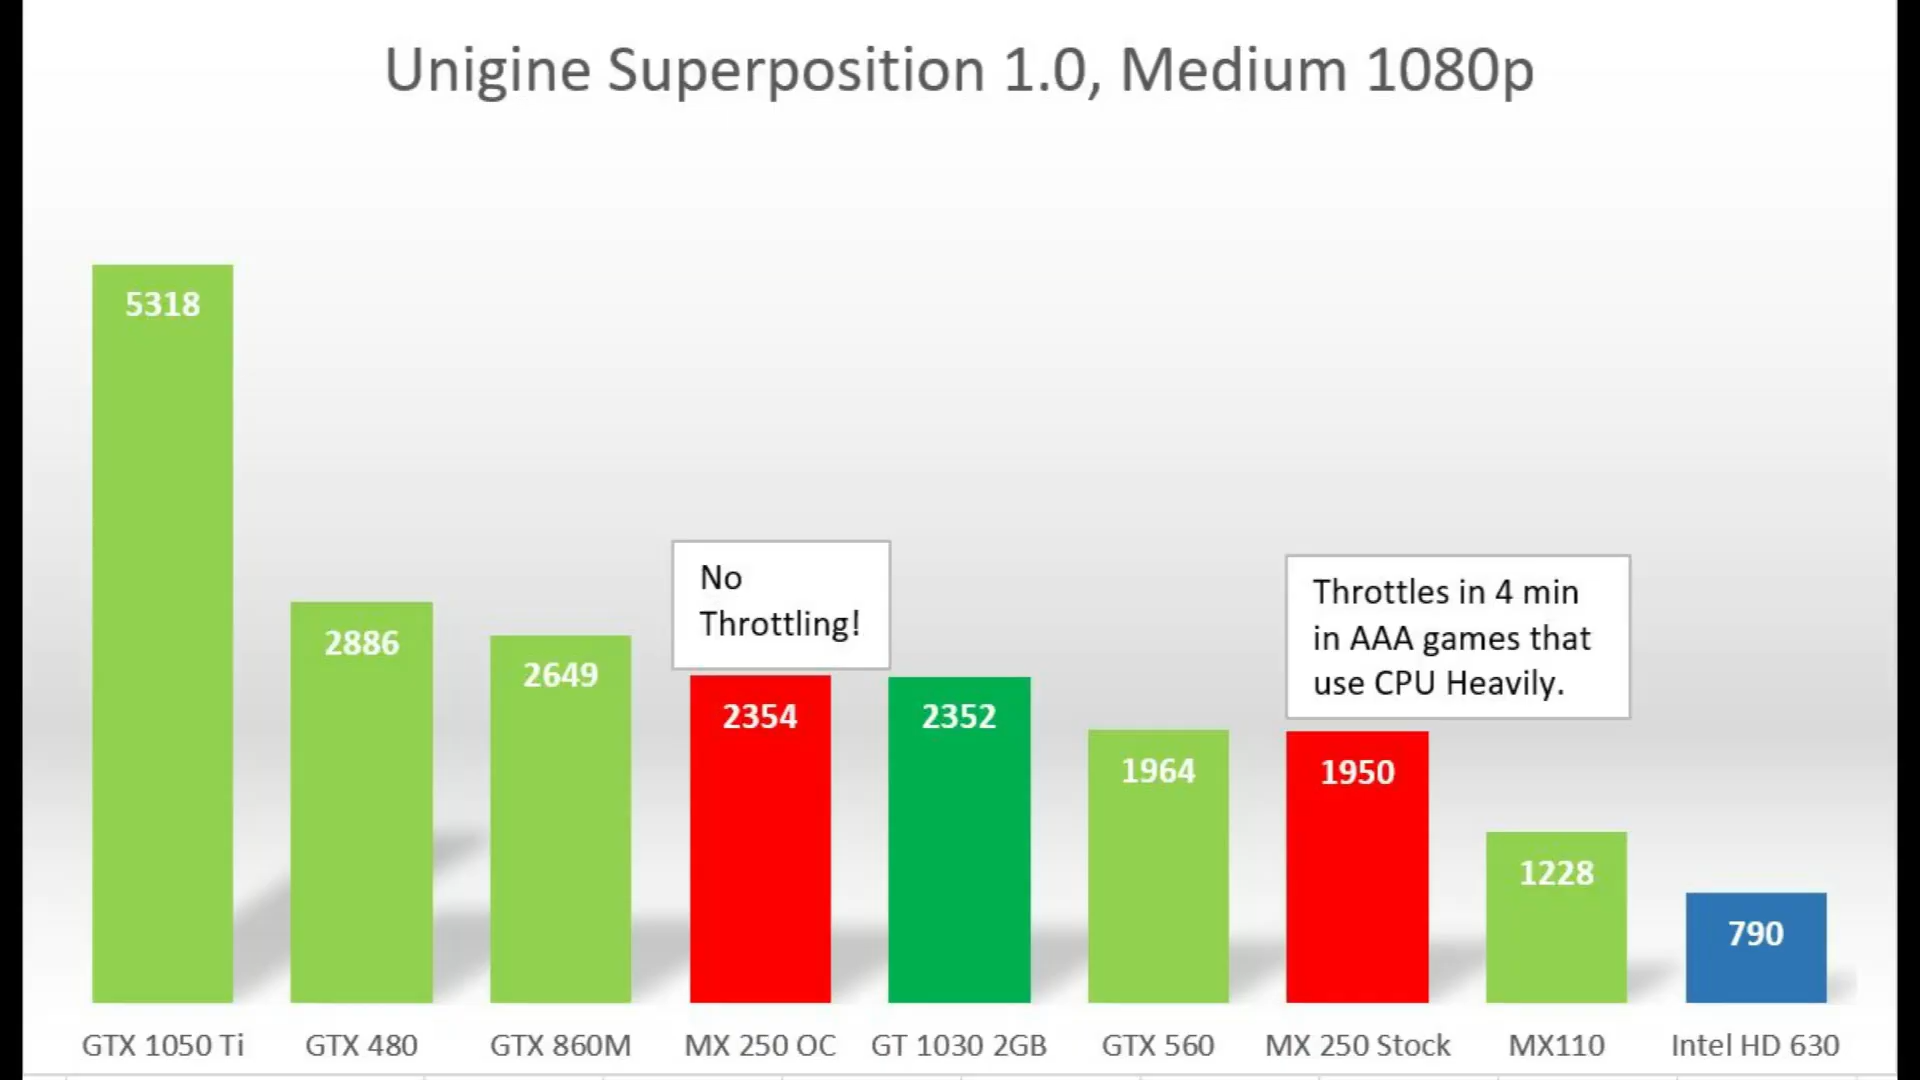 Unigine Superposition 1.0, Medium 1080p
5318
2886
2649
No
Throttling!
2354
2352
1964
Throttles in 4 min
in AAA games that
use CPU Heavily.
1950
1228
790
GTX 1050 Ti
GTX 480
GTX 860M
MX 250 OC
GT 1030 2GB
GTX 560
MX 250 Stock
MX110
Intel HD 630